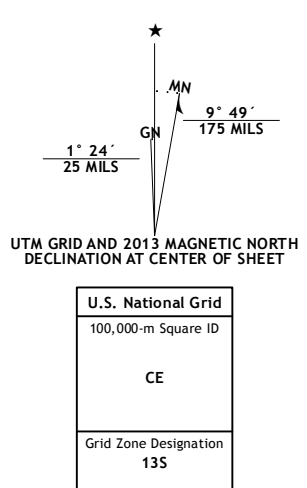 ★
MN
GN
9° 49´
175 MILS
1° 24´
25 MILS
UTM GRID AND 2013 MAGNETIC NORTH
DECLINATION AT CENTER OF SHEET
U.S. National Grid
100,000-m Square ID
CE
Grid Zone Designation
13S